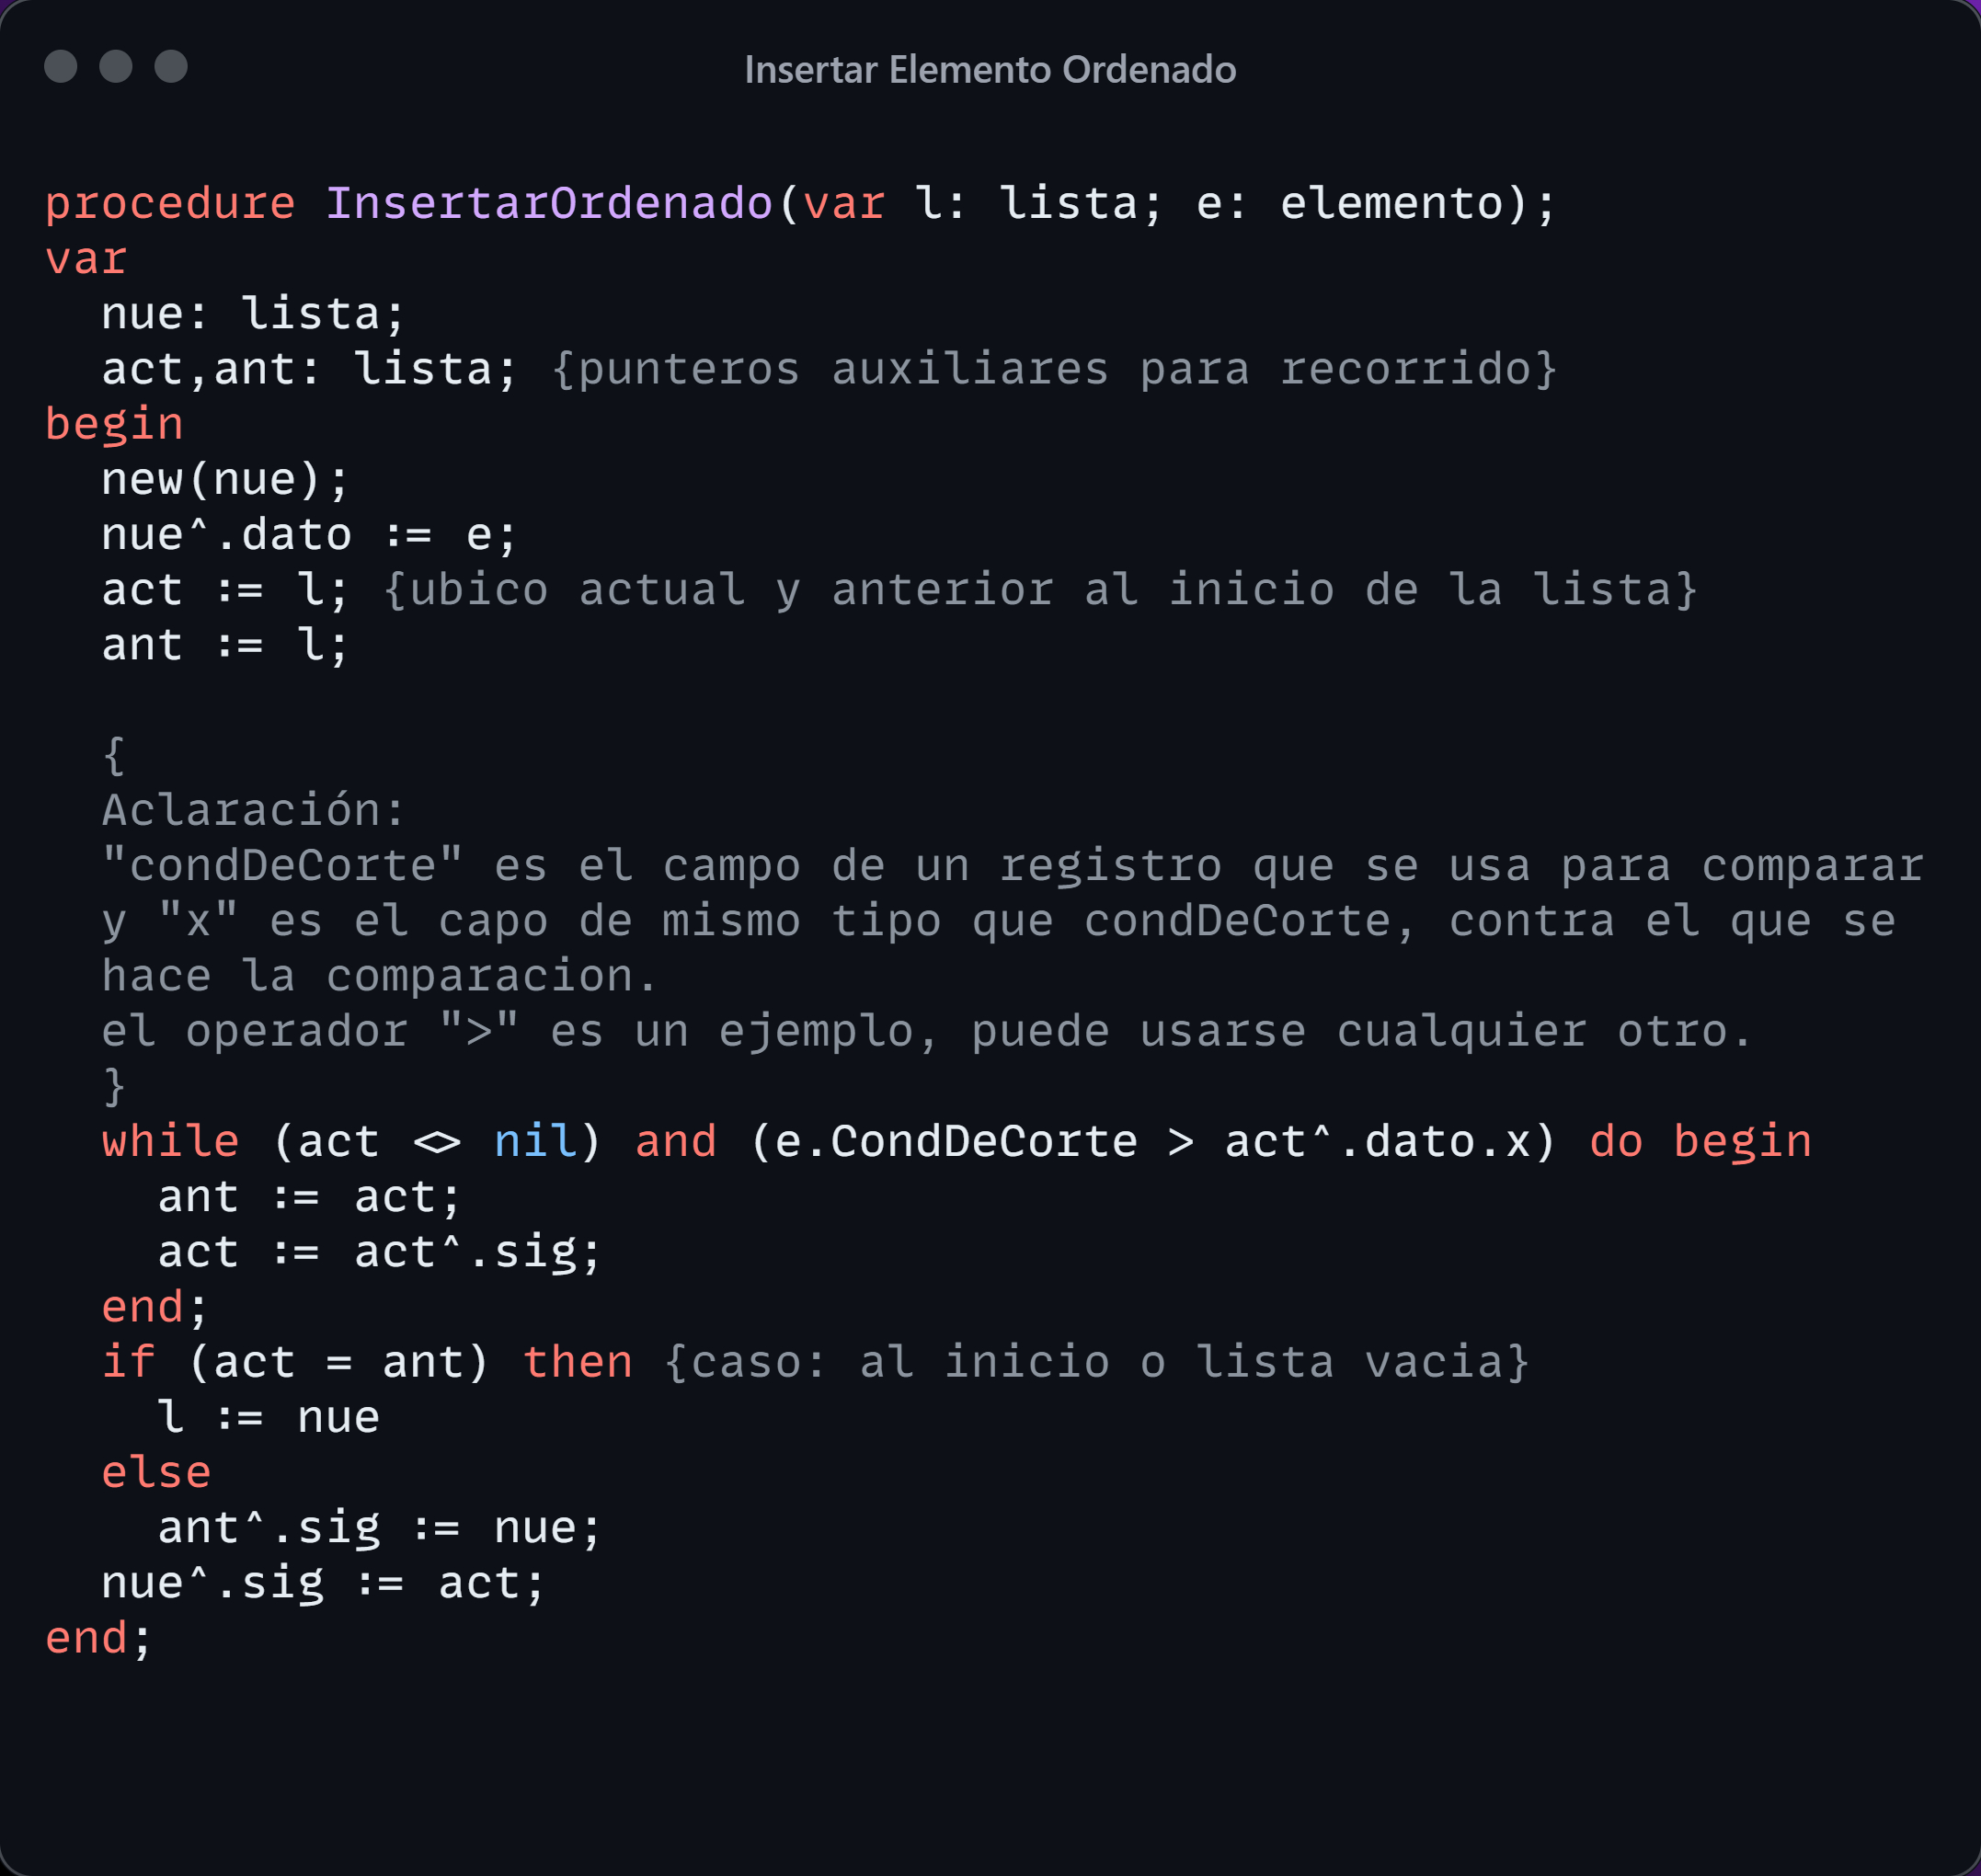 Insertar Elemento Ordenado
procedure InsertarOrdenado(var l: lista; e: elemento);
var
  nue: lista;
  act,ant: lista; {punteros auxiliares para recorrido}
begin
  new(nue);
  nue^.dato := e;
  act := l; {ubico actual y anterior al inicio de la lista}
  ant := l;
  {
  Aclaración:
  "condDeCorte" es el campo de un registro que se usa para comparar
  y "x" es el capo de mismo tipo que condDeCorte, contra el que se
  hace la comparacion.
  el operador ">" es un ejemplo, puede usarse cualquier otro.
  }
  while (act <> nil) and (e.CondDeCorte > act^.dato.x) do begin
    ant := act;
    act := act^.sig;
  end;
  if (act = ant) then {caso: al inicio o lista vacia}
    l := nue
  else
    ant^.sig := nue;
  nue^.sig := act;
end;